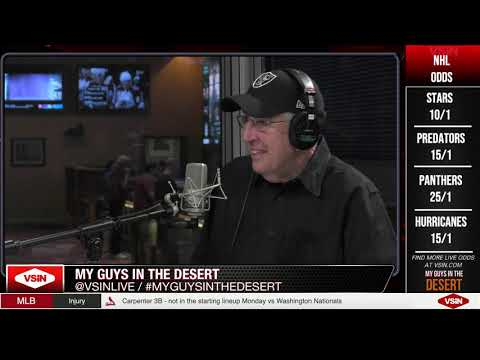 VSiN
NHL
ODDS
STARS
10/1
PREDATORS
15/1
PANTHERS
25/1
HURRICANES
15/1
FIND MORE LIVE ODDS
AT VSIN.COM
MY GUYS IN THE
DESERT
VSiN
VSiN
MY GUYS IN THE DESERT
@VSINLIVE / #MYGUYSINTHEDESERT
MLB
Injury
Carpenter 3B - not in the starting lineup Monday vs Washington Nationals